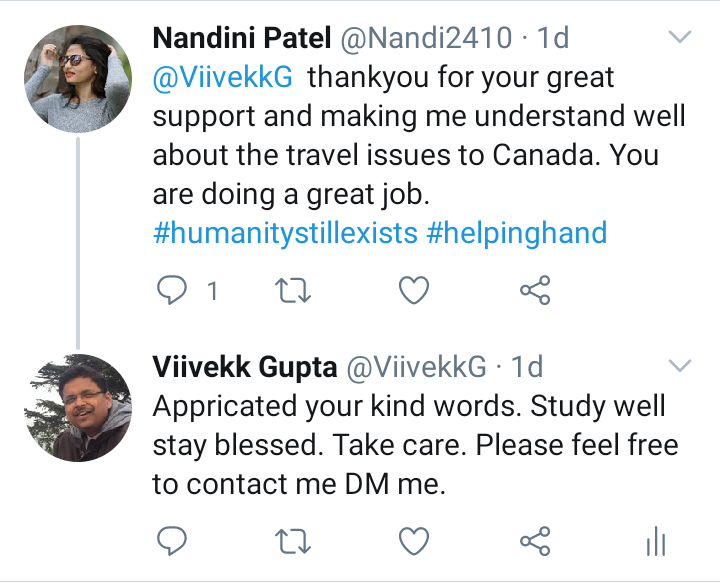 Nandini Patel @Nandi2410 · 1d
@ViivekkG thankyou for your great
support and making me understand well
about the travel issues to Canada. You
are doing a great job.
#humanitystillexists #helpinghand
1
Viivekk Gupta @ViivekkG · 1d
Appricated your kind words. Study well
stay blessed. Take care. Please feel free
to contact me DM me.